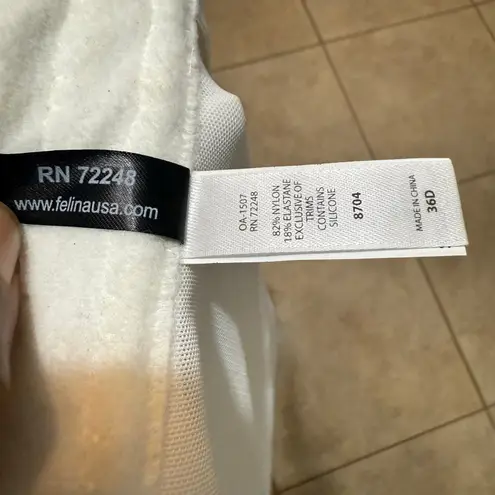 RN 72248
www.felinausa.com
OA-1507
RN 72248
82% NYLON
18% ELASTANE
EXCLUSIVE OF
TRIMS
CONTAINS
SILICONE
8704
MADE IN CHINA
36D